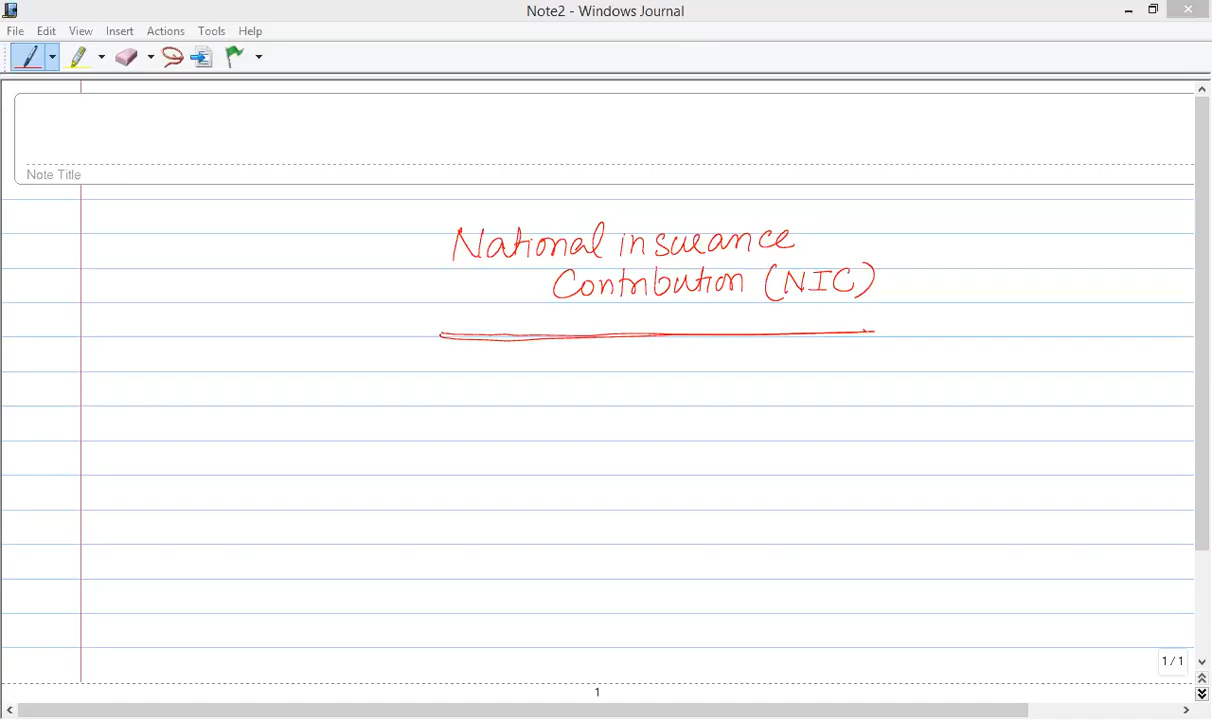 Note2 - Windows Journal
File Edit View Insert Actions Tools Help
Note Title
National insurance
Contribution (NIC)
1 / 1
1